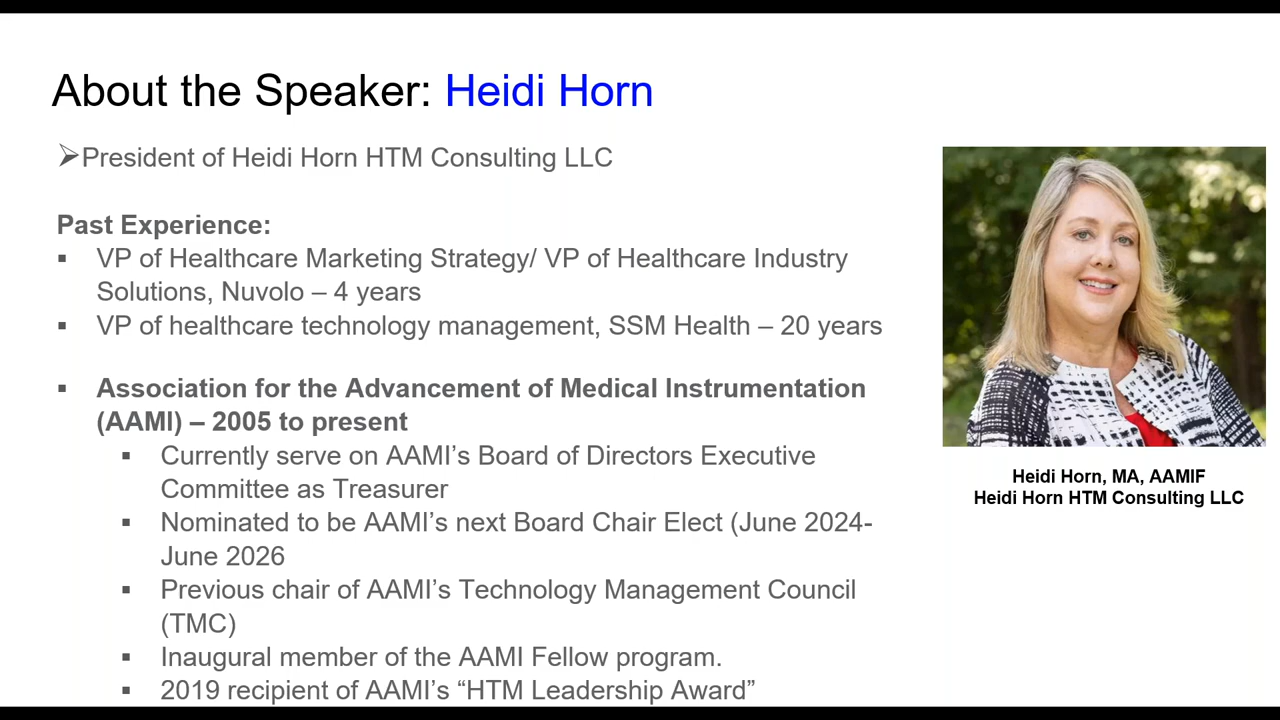 About the Speaker: Heidi Horn
➢President of Heidi Horn HTM Consulting LLC
Past Experience:
▪ VP of Healthcare Marketing Strategy/ VP of Healthcare Industry
Solutions, Nuvolo – 4 years
▪ VP of healthcare technology management, SSM Health – 20 years
▪ Association for the Advancement of Medical Instrumentation
(AAMI) – 2005 to present
▪ Currently serve on AAMI’s Board of Directors Executive
Committee as Treasurer
▪ Nominated to be AAMI’s next Board Chair Elect (June 2024-
June 2026
▪ Previous chair of AAMI’s Technology Management Council
(TMC)
▪ Inaugural member of the AAMI Fellow program.
▪ 2019 recipient of AAMI’s “HTM Leadership Award”
Heidi Horn, MA, AAMIF
Heidi Horn HTM Consulting LLC